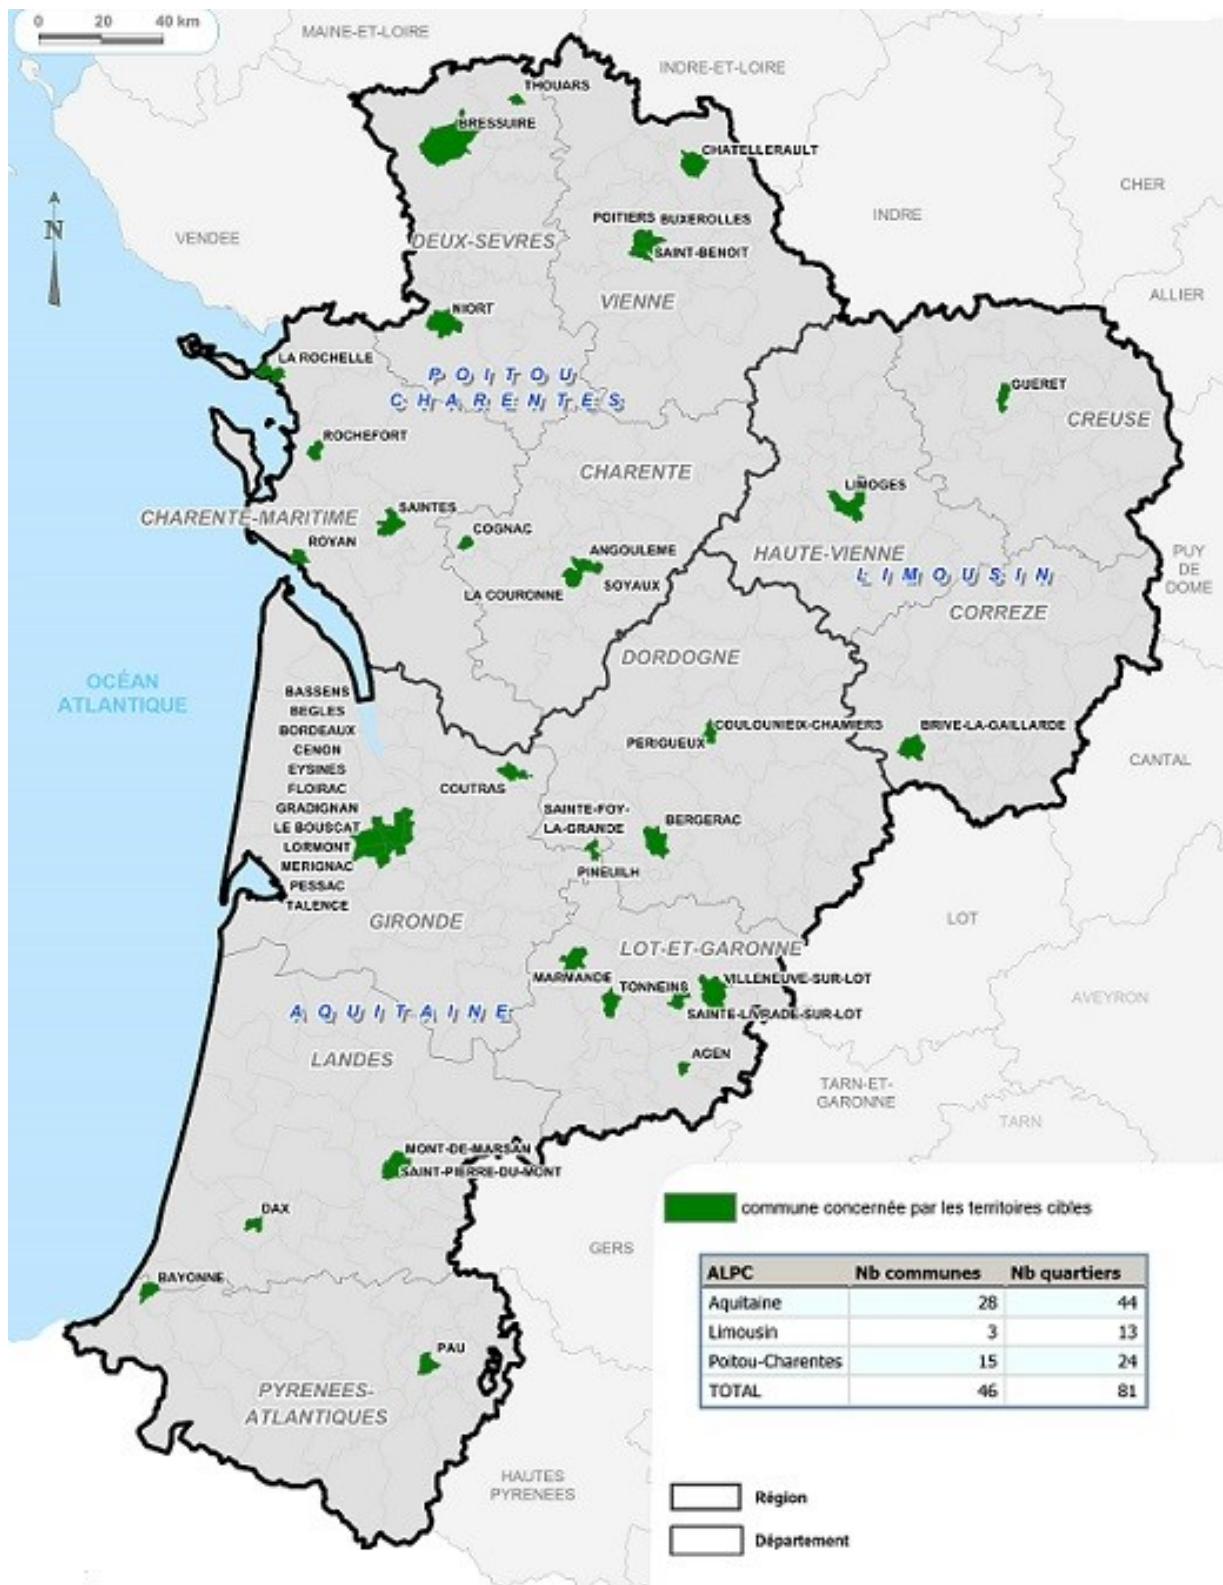 0 20 40 km
MAINE-ET-LOIRE
INDRE-ET-LOIRE
THOUARS
BRESSUIRE
CHATELLERAULT
CHER
INDRE
N
VENDEE
POITIERS BUXEROLLES
DEUX-SEVRES
SAINT-BENOIT
VIENNE
ALLIER
NIORT
LA ROCHELLE
POITOU
CHARENTES
GUERET
CREUSE
ROCHEFORT
CHARENTE
LIMOGES
CHARENTE-MARITIME
SAINTES
COGNAC
ROYAN
ANGOULEME
HAUTE-VIENNE
PUY
DE
DOME
LIMOUSIN
LA COURONNE
SOYAUX
CORREZE
DORDOGNE
OCÉAN
ATLANTIQUE
BASSENS
BEGLES
BORDEAUX
CENON
EYSINES
FLOIRAC
GRADIGNAN
LE BOUSCAT
LORMONT
MERIGNAC
PESSAC
TALENCE
COULOUNIEIX-CHAMIERS
BRIVE-LA-GAILLARDE
PERIGUEUX
CANTAL
COUTRAS
SAINTE-FOY-
LA-GRANDE
BERGERAC
PINEUILH
GIRONDE
LOT
LOT-ET-GARONNE
MARMANDE
TONNEINS
VILLENEUVE-SUR-LOT
SAINTE-LIVRADE-SUR-LOT
AVEYRON
AQUITAINE
LANDES
AGEN
TARN-ET-
GARONNE
TARN
MONT-DE-MARSAN
SAINT-PIERRE-DU-MONT
DAX
GERS
BAYONNE
PAU
PYRENEES-
ATLANTIQUES
HAUTES
PYRENEES
commune concernée par les territoires cibles
ALPC Nb communes Nb quartiers
Aquitaine 28 44
Limousin 3 13
Poitou-Charentes 15 24
TOTAL 46 81
Région
Département